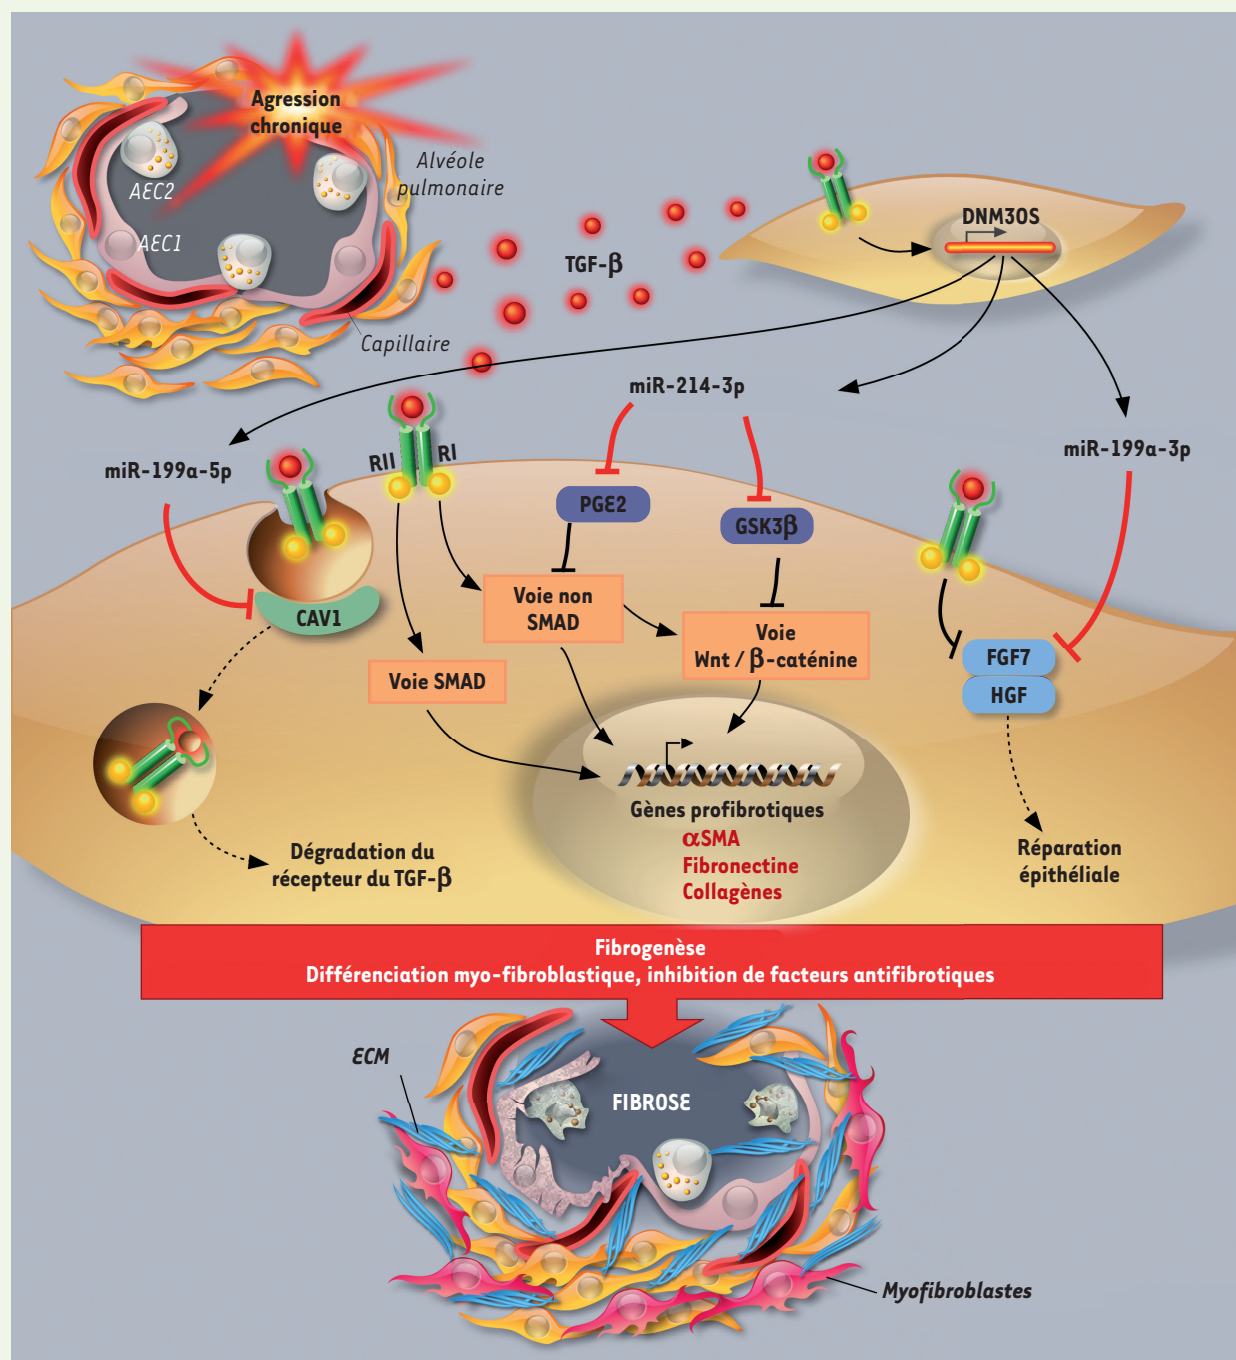 Agression
chronique
Alvéole
pulmonaire
AEC2
AEC1
Capillaire
TGF-β
DNM3OS
miR-214-3p
miR-199a-5p
miR-199a-3p
RII
RI
PGE2
GSK3β
CAV1
Voie non
SMAD
Voie
Wnt / β-caténine
Voie SMAD
FGF7
HGF
Gènes profibrotiques
αSMA
Fibronectine
Collagènes
Dégradation du
récepteur du TGF-β
Réparation
épithéliale
Fibrogenèse
Différenciation myo-fibroblastique, inhibition de facteurs antifibrotiques
ECM
FIBROSE
Myofibroblastes